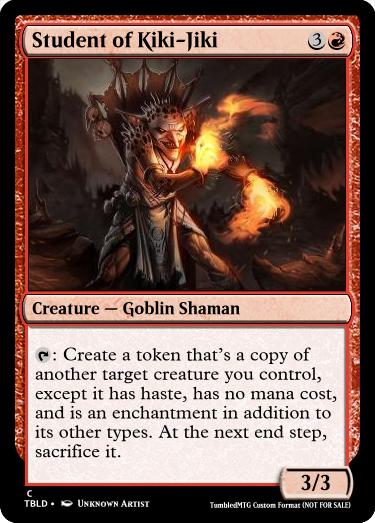 Student of Kiki-Jiki 3
Creature — Goblin Shaman
: Create a token that's a copy of
another target creature you control,
except it has haste, has no mana cost,
and is an enchantment in addition to
its other types. At the next end step,
sacrifice it.
3/3
C
TBLD • Unknown Artist
TumbledMTG Custom Format (NOT FOR SALE)